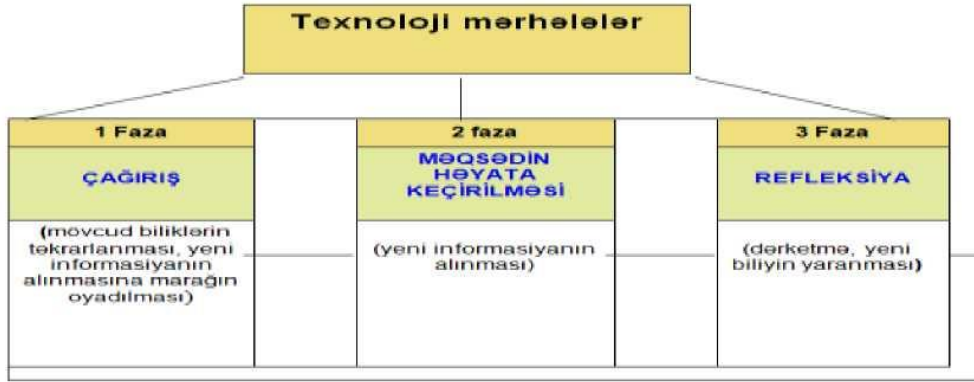 Texnoloji mərhələlər
1 Faza
ÇAĞIRIŞ
(mövcud biliklərin
təkrarlanması, yeni
informasiyanın
alınmasına marağın
oyadılması)
2 faza
MƏQSƏDİN
HƏYATA
KEÇİRİLMƏSİ
(yeni informasiyanın
alınması)
3 Faza
REFLEKSİYA
(dərketmə, yeni
biliyin yaranması)